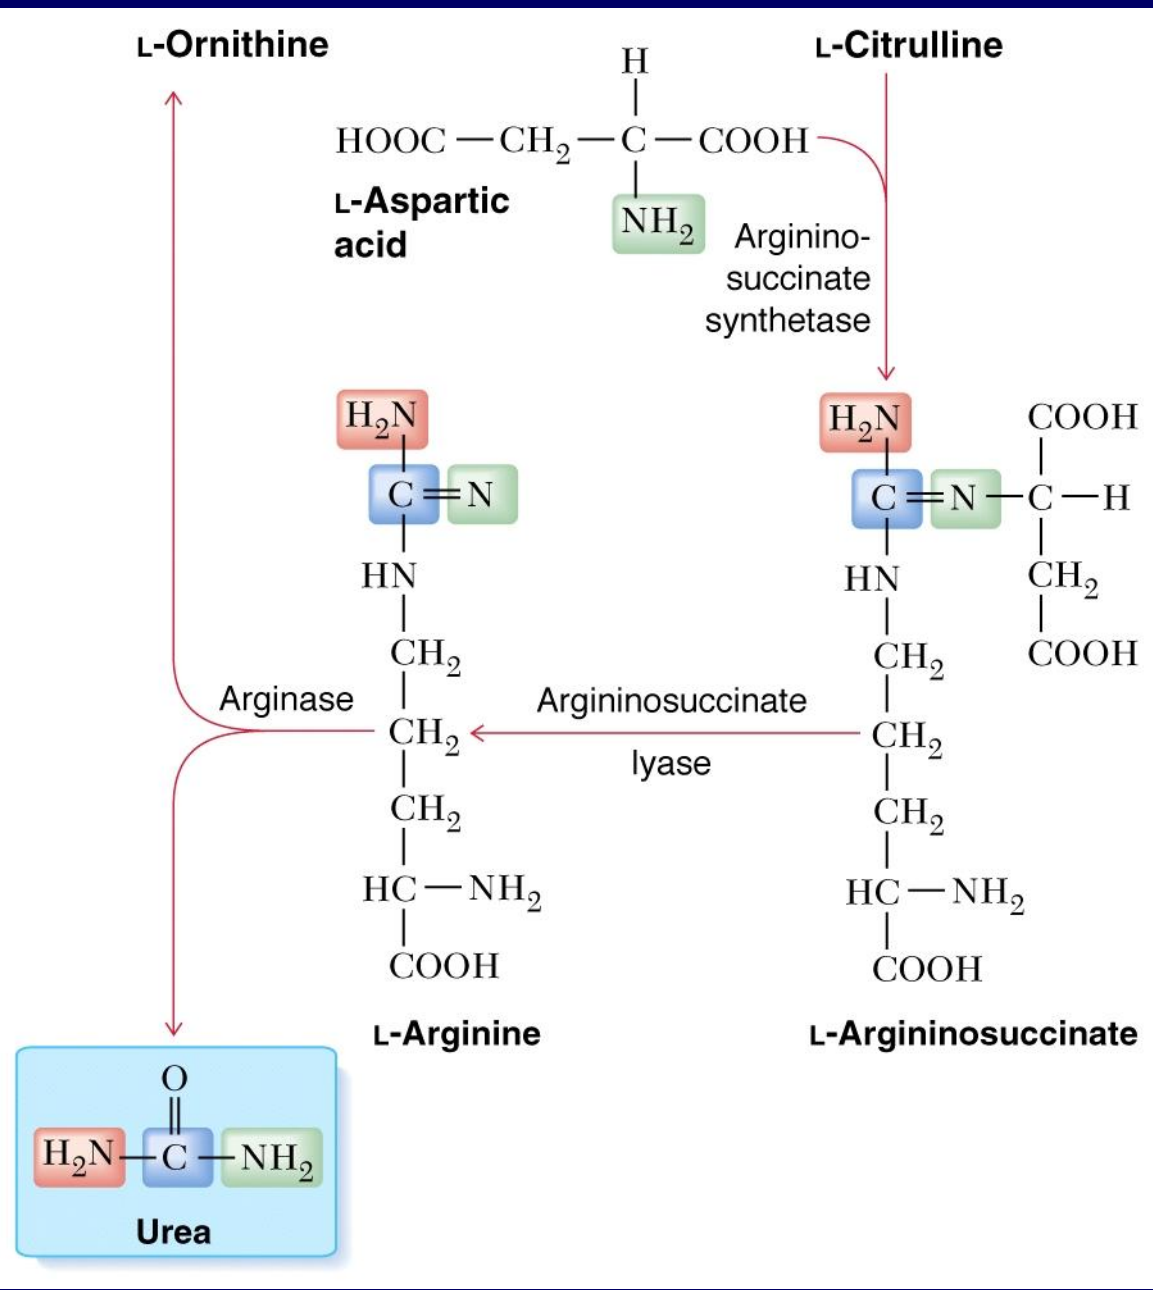 L-Ornithine
L-Citrulline
H
HOOC—CH₂—C—COOH
L-Aspartic
acid
NH₂
Arginino-
succinate
synthetase
H₂N
C=N
HN
CH₂
CH₂
CH₂
HC—NH₂
COOH
L-Arginine
H₂N
COOH
C=N—C—H
HN
CH₂
CH₂
COOH
CH₂
CH₂
HC—NH₂
COOH
L-Argininosuccinate
Arginase
Argininosuccinate
lyase
O
H₂N—C—NH₂
Urea